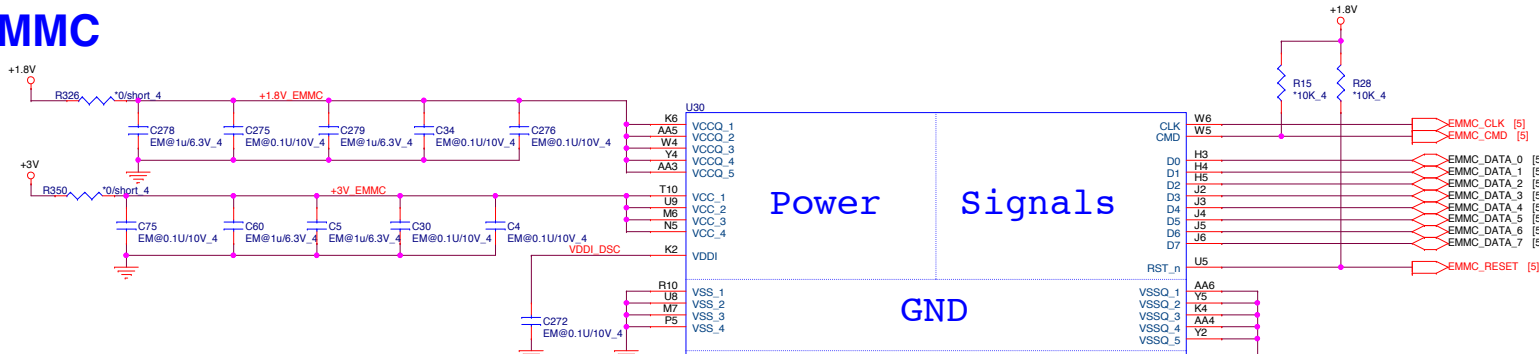 MMC
+1.8V
R326
*0/short_4
+1.8V_EMMC
C278
EM@1u/6.3V_4
C275
EM@0.1U/10V_4
C279
EM@1u/6.3V_4
C34
EM@0.1U/10V_4
C276
EM@0.1U/10V_4
+3V
R350
*0/short_4
+3V_EMMC
C75
EM@0.1U/10V_4
C60
EM@1u/6.3V_4
C5
EM@1u/6.3V_4
C30
EM@0.1U/10V_4
C4
EM@0.1U/10V_4
VDDI_DSC
C272
EM@0.1U/10V_4
U30
K6 VCCQ_1
AA5 VCCQ_2
W4 VCCQ_3
Y4 VCCQ_4
AA3 VCCQ_5
T10 VCC_1
U9 VCC_2
M6 VCC_3
N5 VCC_4
K2 VDDI
R10 VSS_1
U8 VSS_2
M7 VSS_3
P5 VSS_4
Power
Signals
GND
+1.8V
R15
*10K_4
R28
*10K_4
CLK W6 EMMC_CLK [5]
CMD W5 EMMC_CMD [5]
D0 H3 EMMC_DATA_0 [5
D1 H4 EMMC_DATA_1 [5
D2 H5 EMMC_DATA_2 [5
D3 J2 EMMC_DATA_3 [5
D4 J3 EMMC_DATA_4 [5
D5 J4 EMMC_DATA_5 [5
D6 J5 EMMC_DATA_6 [5
D7 J6 EMMC_DATA_7 [5
RST_n U5 EMMC_RESET [5]
VSSQ_1 AA6
VSSQ_2 Y5
VSSQ_3 K4
VSSQ_4 AA4
VSSQ_5 Y2